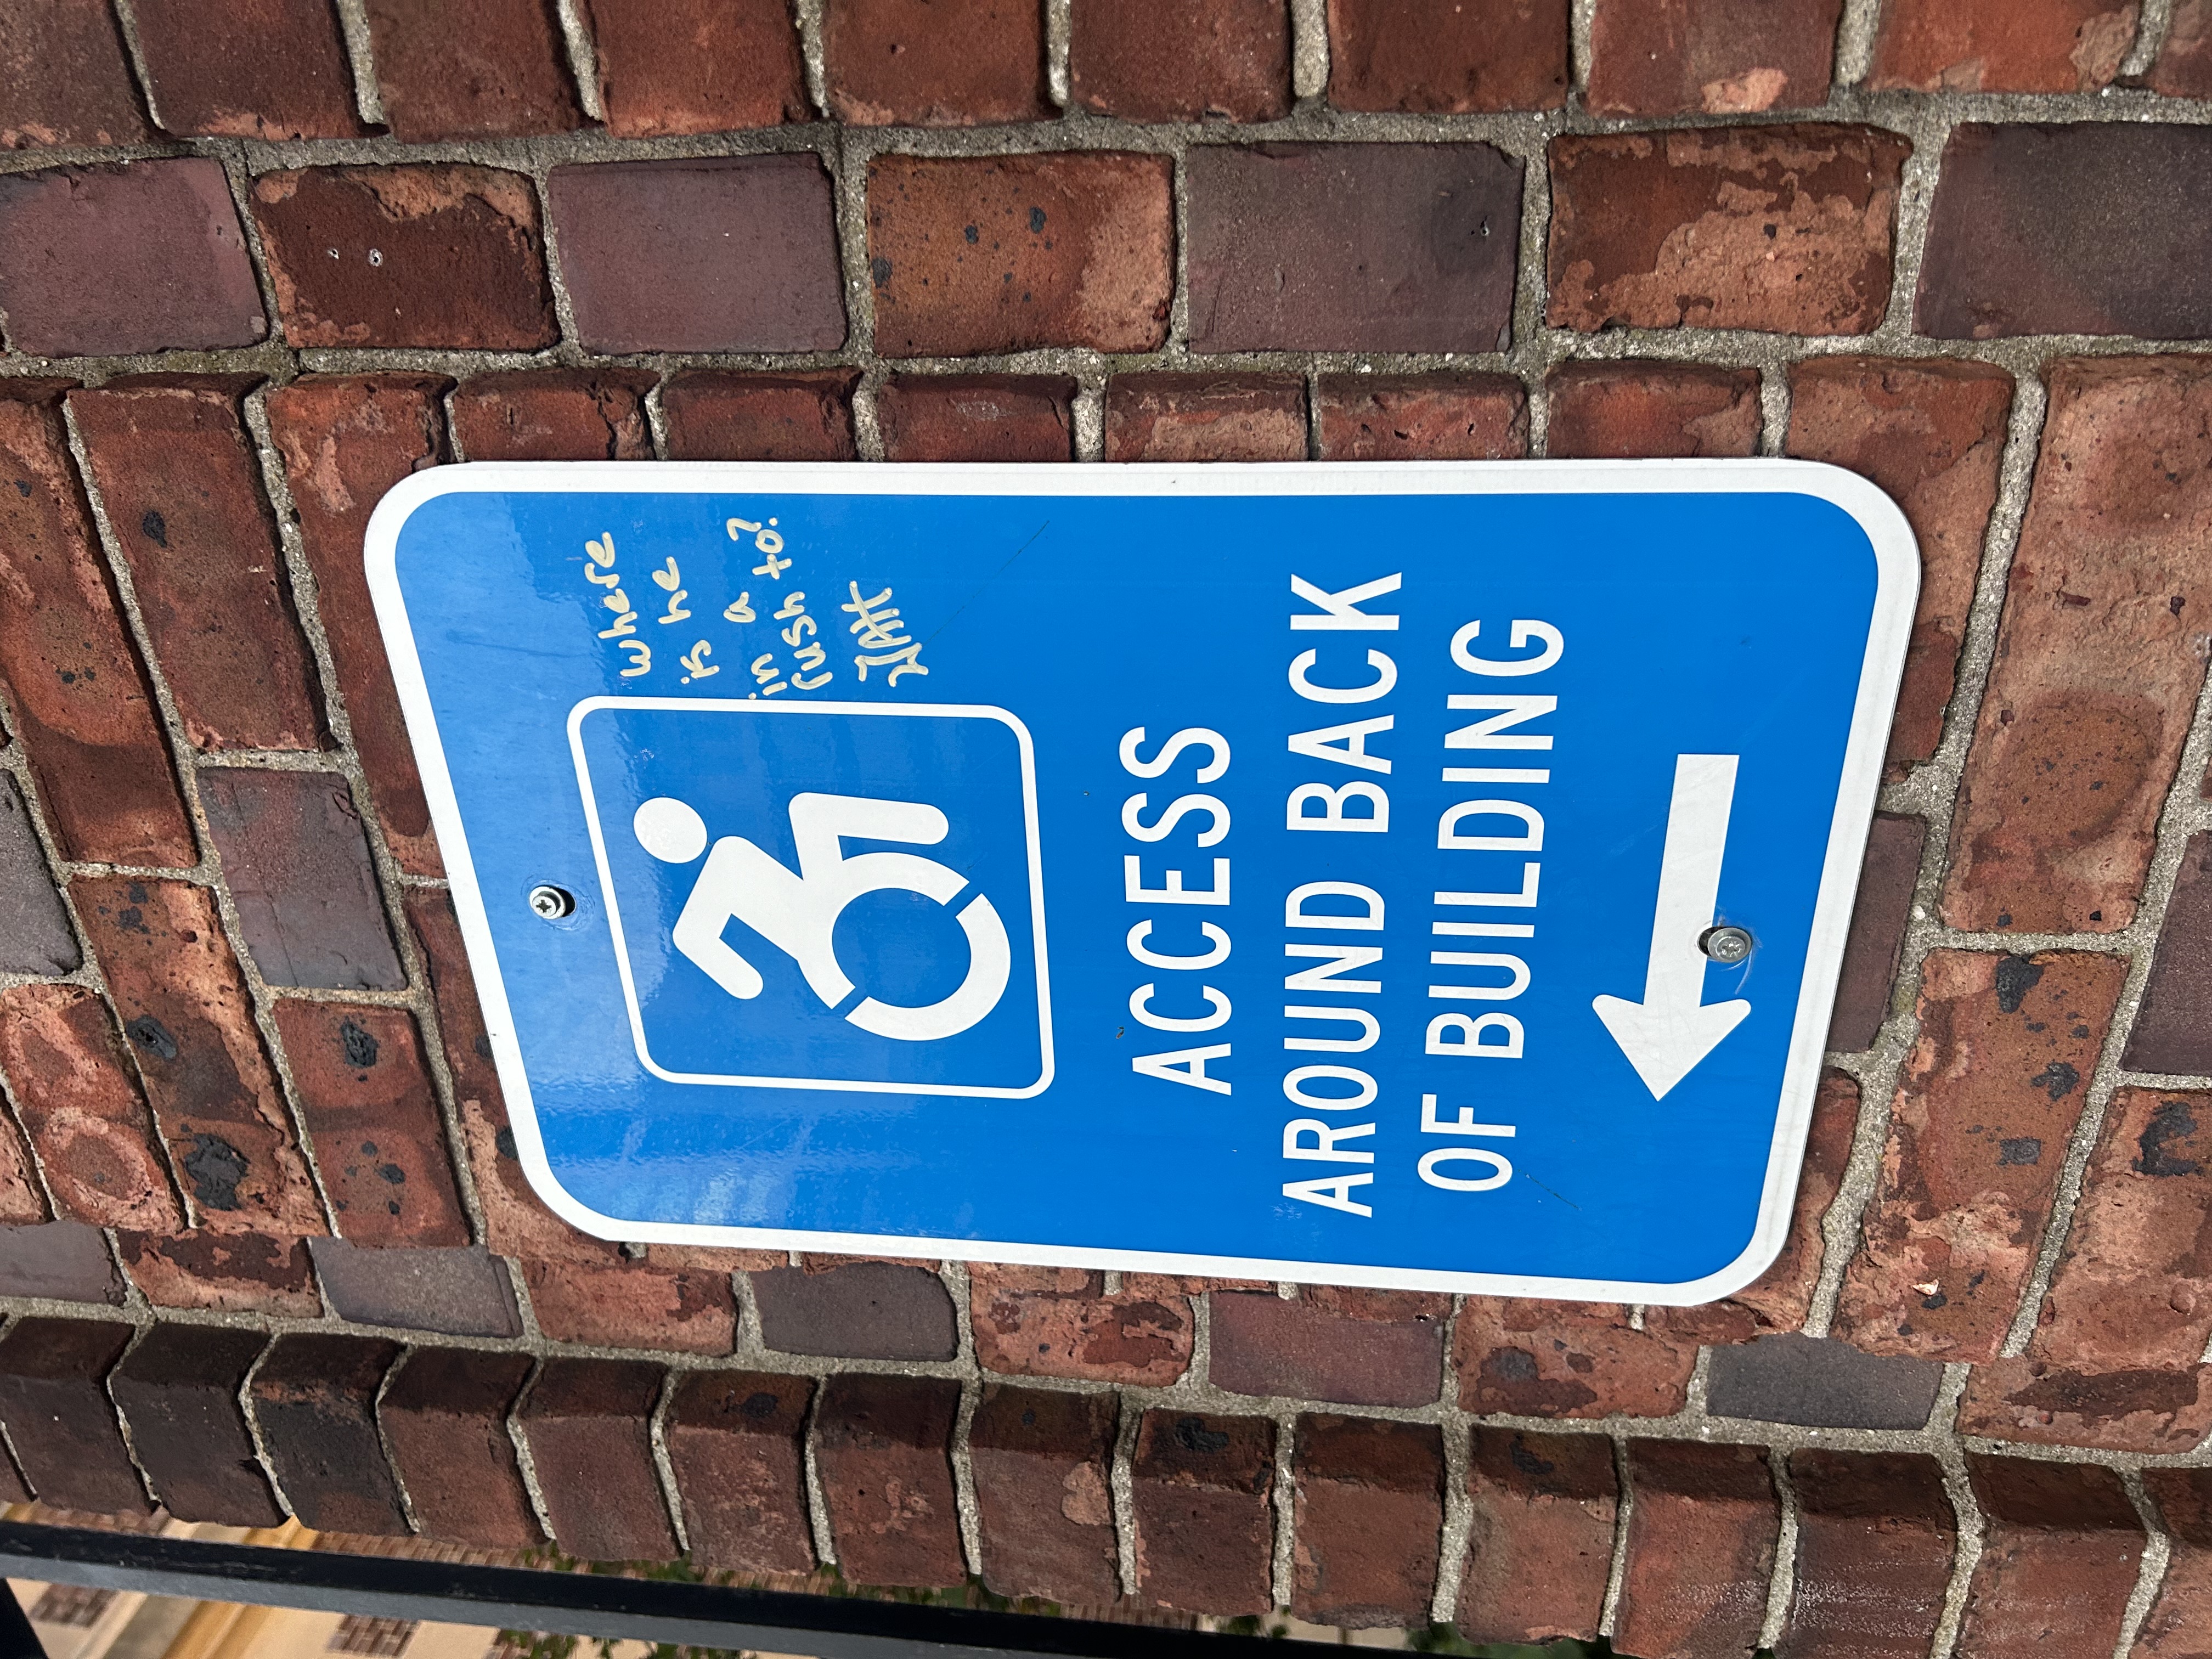 where
is he
in a
rush to?
ACCESS
AROUND BACK
OF BUILDING